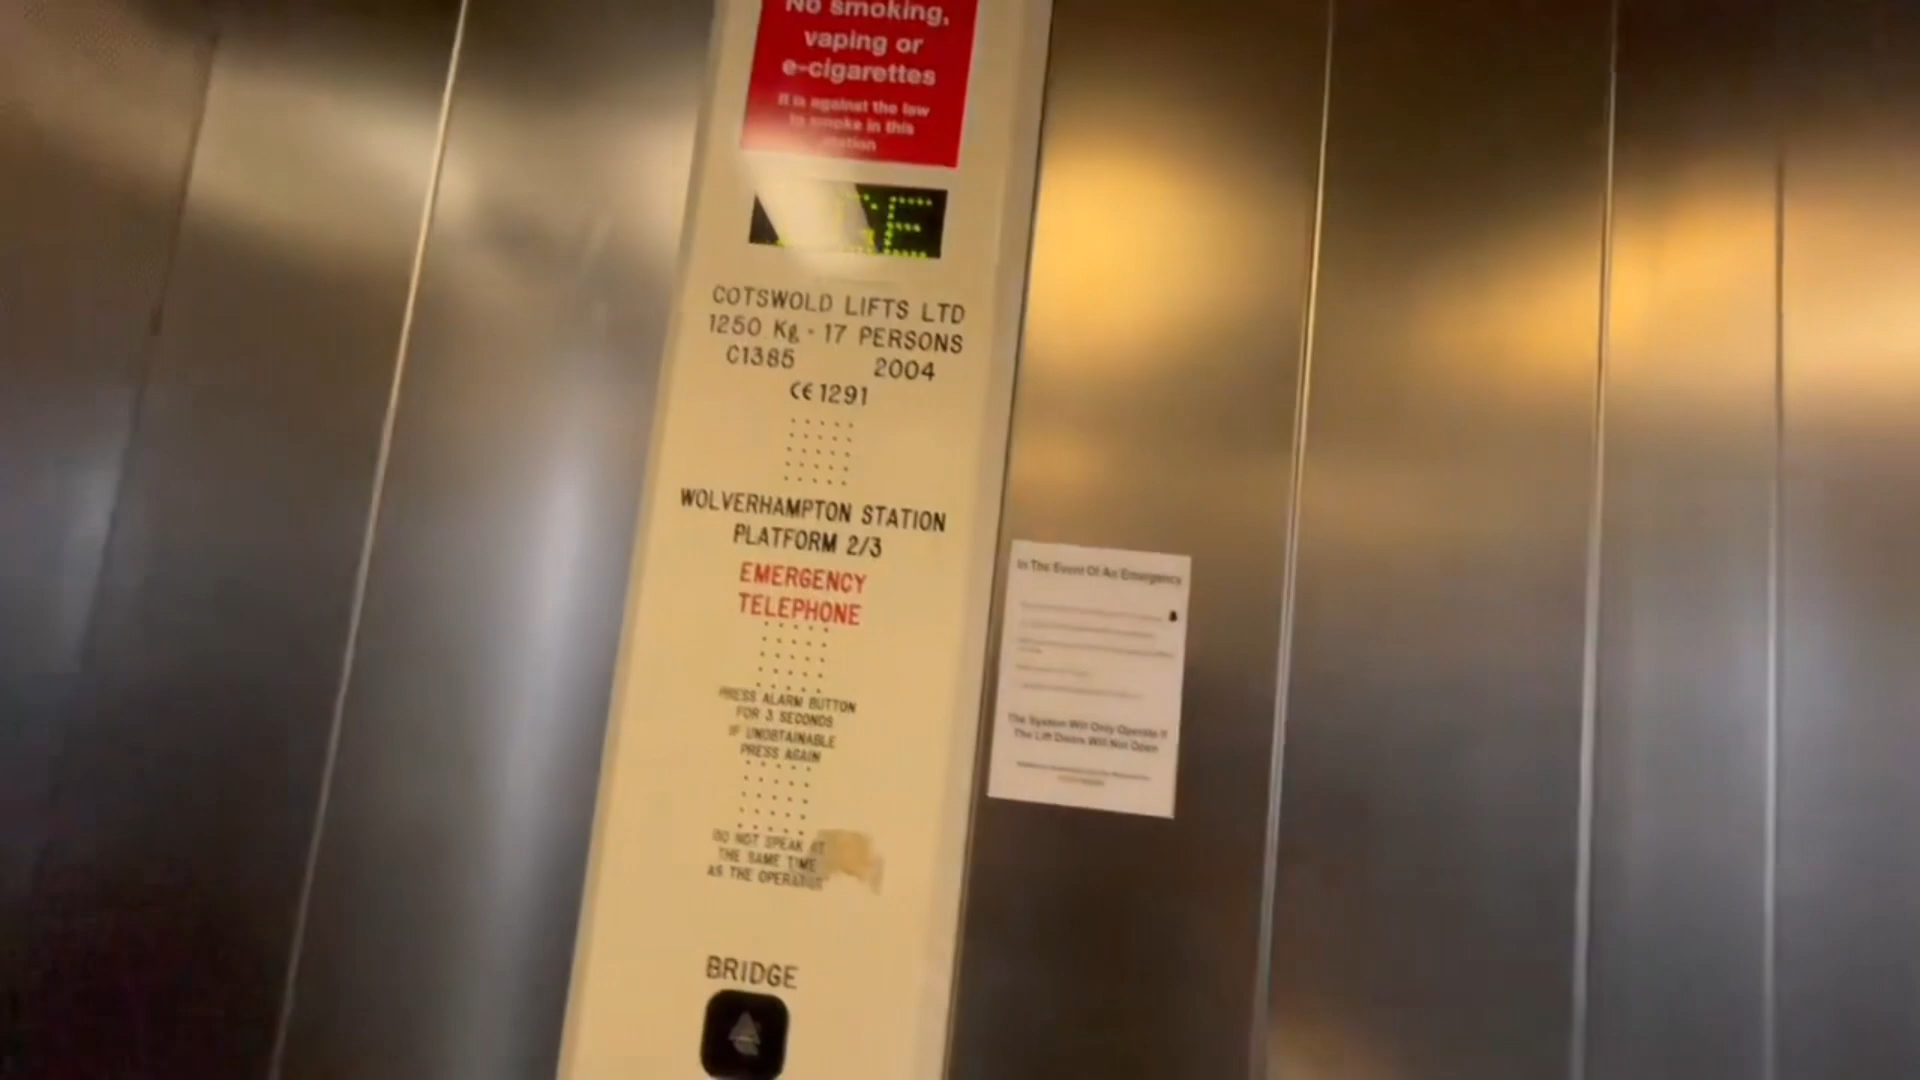 No smoking,
vaping or
e-cigarettes
It is against the law
to smoke in this
station
GE
COTSWOLD LIFTS LTD
1250 Kg - 17 PERSONS
C1385 2004
CE 1291
WOLVERHAMPTON STATION
PLATFORM 2/3
EMERGENCY
TELEPHONE
PRESS ALARM BUTTON
FOR 3 SECONDS
IF UNOBTAINABLE
PRESS AGAIN
DO NOT SPEAK AT
THE SAME TIME
AS THE OPERATOR
BRIDGE
In The Event Of An Emergency
The System Will Only Operate If
The Lift Doors Will Not Open